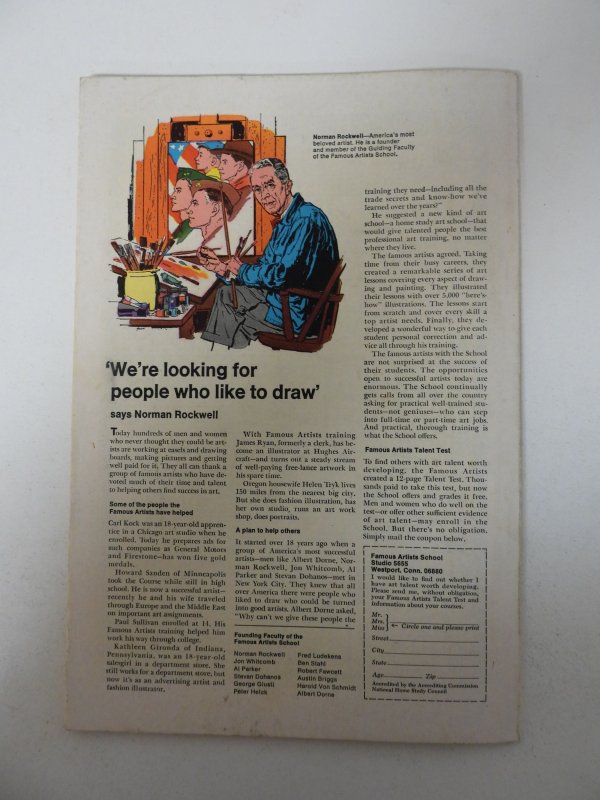 Norman Rockwell—America's most
beloved artist. He is a founder
and member of the Guiding Faculty
of the Famous Artists School.
'We're looking for
people who like to draw'
says Norman Rockwell
Today hundreds of men and women
who never thought they could be art-
ists are working at easels and drawing
boards, making pictures and getting
well paid for it. They all can thank a
group of famous artists who have de-
voted much of their time and talent
to helping others find success in art.
Some of the people the
Famous Artists have helped
Carl Kock was an 18-year-old appren-
tice in a Chicago art studio when he
enrolled. Today he prepares ads for
such companies as General Motors
and Firestone—has won five gold
medals.
Howard Sanden of Minneapolis
took the Course while still in high
school. He is now a successful artist—
recently he and his wife traveled
through Europe and the Middle East
on important art assignments.
Paul Sullivan enrolled at 14. His
Famous Artists training helped him
work his way through college.
Kathleen Gironda of Indiana,
Pennsylvania, was an 18-year-old
salesgirl in a department store. She
still works for a department store, but
now it's as an advertising artist and
fashion illustrator.
With Famous Artists training
James Ryan, formerly a clerk, has be-
come an illustrator at Hughes Air-
craft—and turns out a steady stream
of well-paying free-lance artwork in
his spare time.
Oregon housewife Helen Tryk lives
150 miles from the nearest big city.
But she does fashion illustration, has
her own studio, runs an art work
shop, does portraits.
A plan to help others
It started over 18 years ago when a
group of America's most successful
artists—men like Albert Dorne, Nor-
man Rockwell, Jon Whitcomb, Al
Parker and Stevan Dohanos—met in
New York City. They knew that all
over America there were people who
liked to draw who could be turned
into good artists. Albert Dorne asked,
"Why can't we give these people the
Founding Faculty of the
Famous Artists School
Norman Rockwell
Jon Whitcomb
Al Parker
Stevan Dohanos
George Giusti
Peter Helck
Fred Ludekens
Ben Stahl
Robert Fawcett
Austin Briggs
Harold Von Schmidt
Albert Dorne
training they need—including all the
trade secrets and know-how we've
learned over the years?"
He suggested a new kind of art
school—a home study art school—that
would give talented people the best
professional art training, no matter
where they live.
The famous artists agreed. Taking
time from their busy careers, they
created a remarkable series of art
lessons covering every aspect of draw-
ing and painting. They illustrated
their lessons with over 5,000 "here's-
how" illustrations. The lessons start
from scratch and cover every skill a
top artist needs. Finally, they de-
veloped a wonderful way to give each
student personal correction and ad-
vice all through his training.
The famous artists with the School
are not surprised at the success of
their students. The opportunities
open to successful artists today are
enormous. The School continually
gets calls from all over the country
asking for practical well-trained stu-
dents—not geniuses—who can step
into full-time or part-time art jobs.
And practical, thorough training is
what the School offers.
Famous Artists Talent Test
To find others with art talent worth
developing, the Famous Artists
created a 12-page Talent Test. Thou-
sands paid to take this test, but now
the School offers and grades it free.
Men and women who do well on the
test—or offer other sufficient evidence
of art talent—may enroll in the
School. But there's no obligation.
Simply mail the coupon below.
Famous Artists School
Studio 5655
Westport, Conn. 06880
I would like to find out whether I
have art talent worth developing.
Please send me, without obligation,
your Famous Artists Talent Test and
information about your courses.
Mr.
Mrs.
Miss
← Circle one and please print
Street
City
State
Age Zip
Accredited by the Accrediting Commission
National Home Study Council